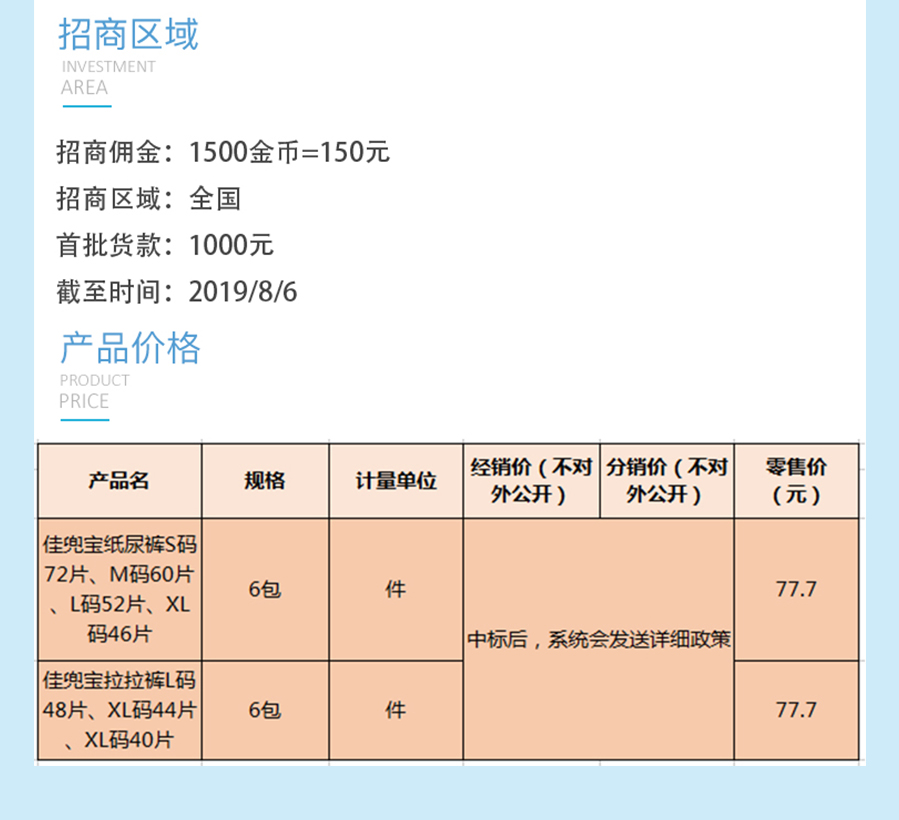 招商区域
INVESTMENT
AREA
招商佣金：1500金币=150元
招商区域：全国
首批货款：1000元
截至时间：2019/8/6
产品价格
PRODUCT
PRICE
产品名 规格 计量单位 经销价（不对 分销价（不对 零售价
外公开） 外公开） （元）
佳兜宝纸尿裤S码
72片、M码60片
、L码52片、XL
码46片
6包 件 中标后，系统会发送详细政策 77.7
佳兜宝拉拉裤L码
48片、XL码44片
、XL码40片
6包 件 77.7